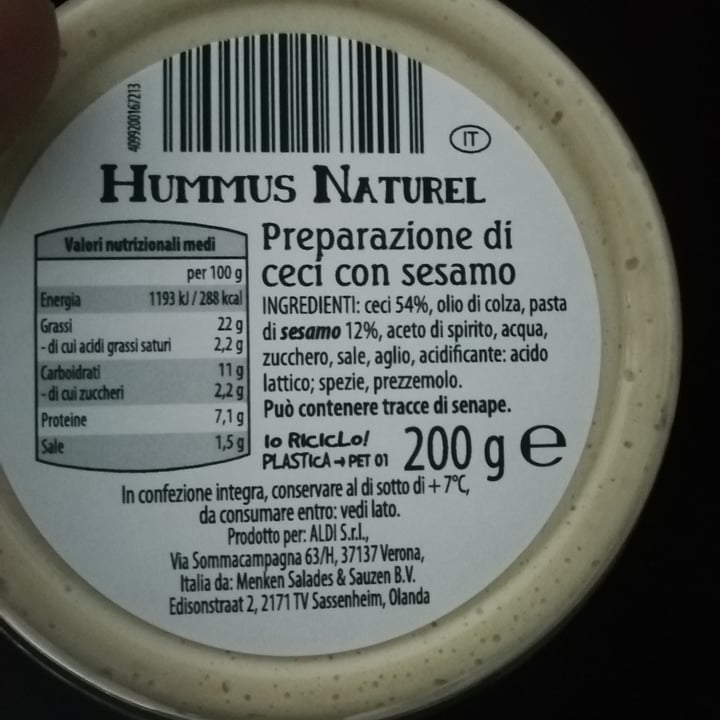 4099200167213
IT
HUMMUS NATUREL
Valori nutrizionali medi
per 100 g
Energia 1193 kJ / 288 kcal
Grassi 22 g
- di cui acidi grassi saturi 2,2 g
Carboidrati 11 g
- di cui zuccheri 2,2 g
Proteine 7,1 g
Sale 1,5 g
Preparazione di
ceci con sesamo
INGREDIENTI: ceci 54%, olio di colza, pasta
di sesamo 12%, aceto di spirito, acqua,
zucchero, sale, aglio, acidificante: acido
lattico; spezie, prezzemolo.
Può contenere tracce di senape.
Io RICICLO!
PLASTICA → PET 01
200 g e
In confezione integra, conservare al di sotto di + 7°C,
da consumare entro: vedi lato.
Prodotto per: ALDI S.r.l.,
Via Sommacampagna 63/H, 37137 Verona,
Italia da: Menken Salades & Sauzen B.V.
Edisonstraat 2, 2171 TV Sassenheim, Olanda